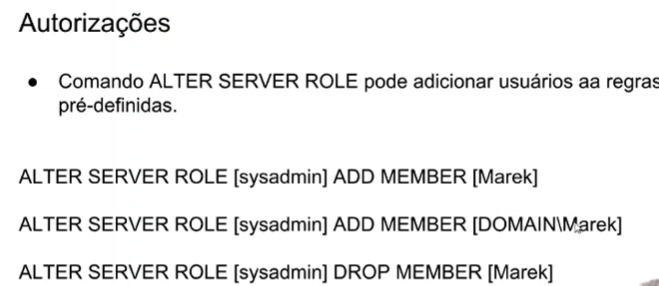 Autorizações
● Comando ALTER SERVER ROLE pode adicionar usuários aa regras
pré-definidas.
ALTER SERVER ROLE [sysadmin] ADD MEMBER [Marek]
ALTER SERVER ROLE [sysadmin] ADD MEMBER [DOMAIN\Marek]
ALTER SERVER ROLE [sysadmin] DROP MEMBER [Marek]